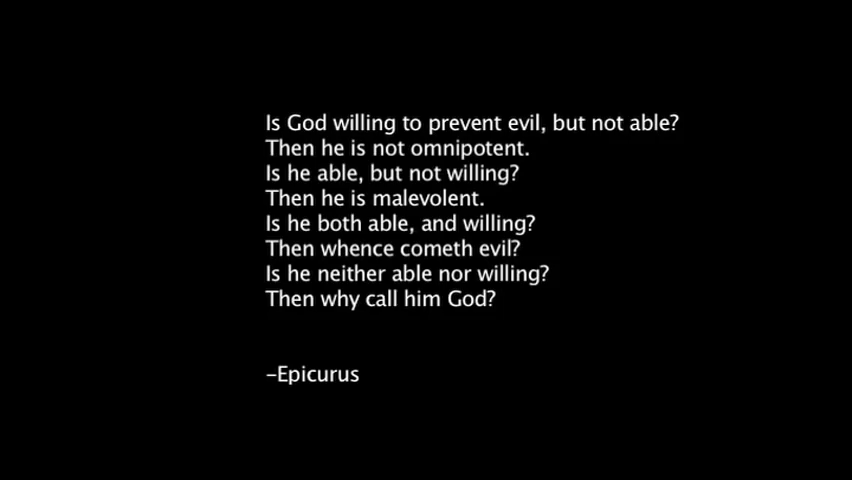 Is God willing to prevent evil, but not able?
Then he is not omnipotent.
Is he able, but not willing?
Then he is malevolent.
Is he both able, and willing?
Then whence cometh evil?
Is he neither able nor willing?
Then why call him God?
–Epicurus